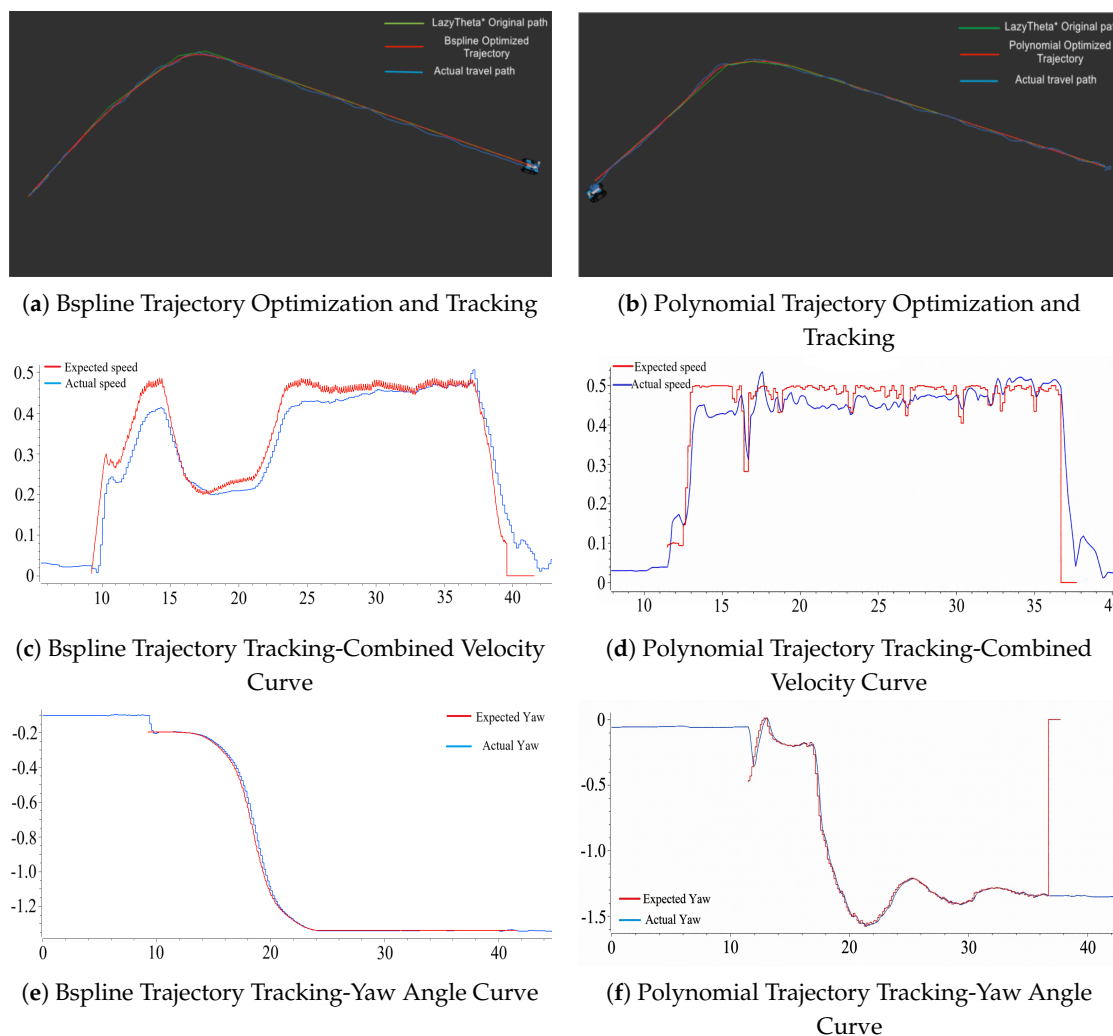 LazyTheta* Original path
Bspline Optimized
Trajectory
Actual travel path
LazyTheta* Original pat
Polynomial Optimized
Trajectory
Actual travel path
(a) Bspline Trajectory Optimization and Tracking
(b) Polynomial Trajectory Optimization and
Tracking
Expected speed
Actual speed
0.5
0.4
0.3
0.2
0.1
0
10 15 20 25 30 35 40
Expected speed
Actual speed
0.5
0.4
0.3
0.2
0.1
0
10 15 20 25 30 35 40
(c) Bspline Trajectory Tracking-Combined Velocity
Curve
(d) Polynomial Trajectory Tracking-Combined
Velocity Curve
Expected Yaw
Actual Yaw
-0.2
-0.4
-0.6
-0.8
-1.0
-1.2
0 10 20 30 40
0
-0.5
-1.0
-1.5
Expected Yaw
Actual Yaw
0 10 20 30 40
(e) Bspline Trajectory Tracking-Yaw Angle Curve
(f) Polynomial Trajectory Tracking-Yaw Angle
Curve